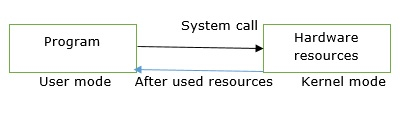 System call
Program
Hardware
resources
User mode
After used resources
Kernel mode